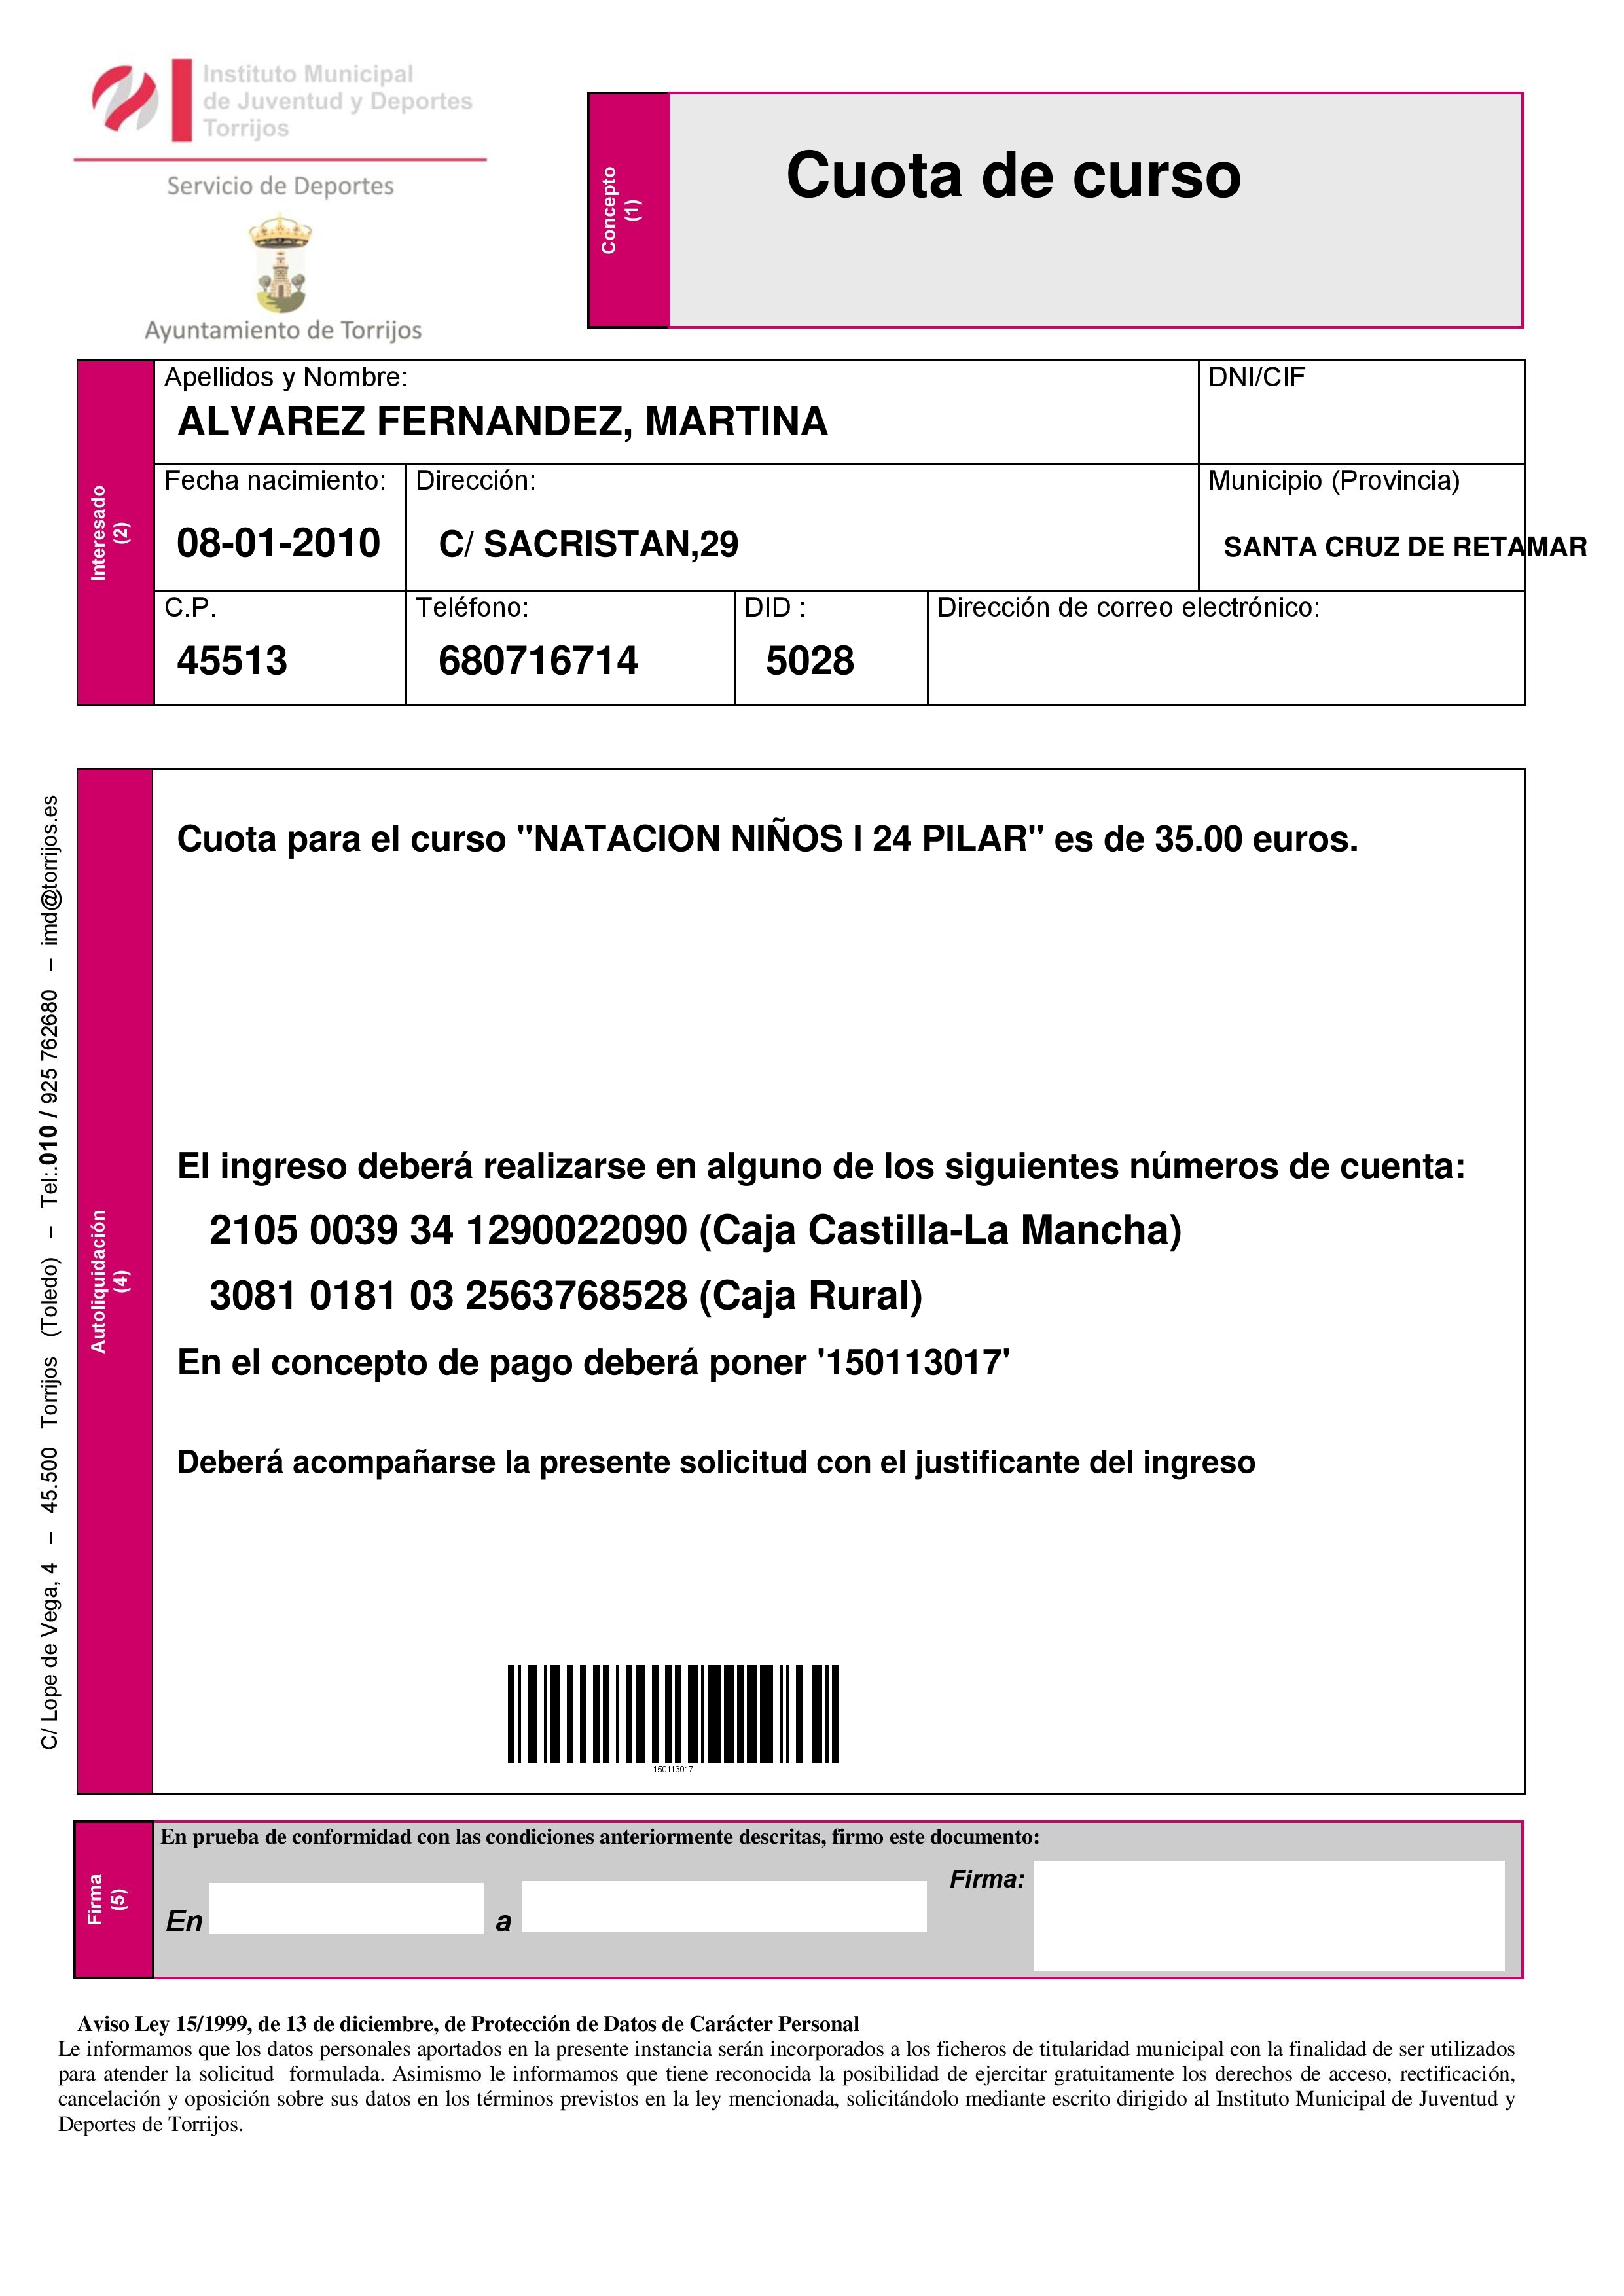 Instituto Municipal
de Juventud y Deportes
Torrijos
Servicio de Deportes
Ayuntamiento de Torrijos
Concepto
(1)
Cuota de curso
Interesado
(2)
Apellidos y Nombre:
ALVAREZ FERNANDEZ, MARTINA
DNI/CIF
Fecha nacimiento:
08-01-2010
Dirección:
C/ SACRISTAN,29
Municipio (Provincia)
SANTA CRUZ DE RETAMAR
C.P.
45513
Teléfono:
680716714
DID :
5028
Dirección de correo electrónico:
C/ Lope de Vega, 4 – 45.500 Torrijos (Toledo) – Tel:.010 / 925 762680 – imd@torrijos.es
Autoliquidación
(4)
Cuota para el curso "NATACION NIÑOS I 24 PILAR" es de 35.00 euros.
El ingreso deberá realizarse en alguno de los siguientes números de cuenta:
2105 0039 34 1290022090 (Caja Castilla-La Mancha)
3081 0181 03 2563768528 (Caja Rural)
En el concepto de pago deberá poner '150113017'
Deberá acompañarse la presente solicitud con el justificante del ingreso
150113017
Firma
(5)
En prueba de conformidad con las condiciones anteriormente descritas, firmo este documento:
En
a
Firma:
Aviso Ley 15/1999, de 13 de diciembre, de Protección de Datos de Carácter Personal
Le informamos que los datos personales aportados en la presente instancia serán incorporados a los ficheros de titularidad municipal con la finalidad de ser utilizados
para atender la solicitud formulada. Asimismo le informamos que tiene reconocida la posibilidad de ejercitar gratuitamente los derechos de acceso, rectificación,
cancelación y oposición sobre sus datos en los términos previstos en la ley mencionada, solicitándolo mediante escrito dirigido al Instituto Municipal de Juventud y
Deportes de Torrijos.